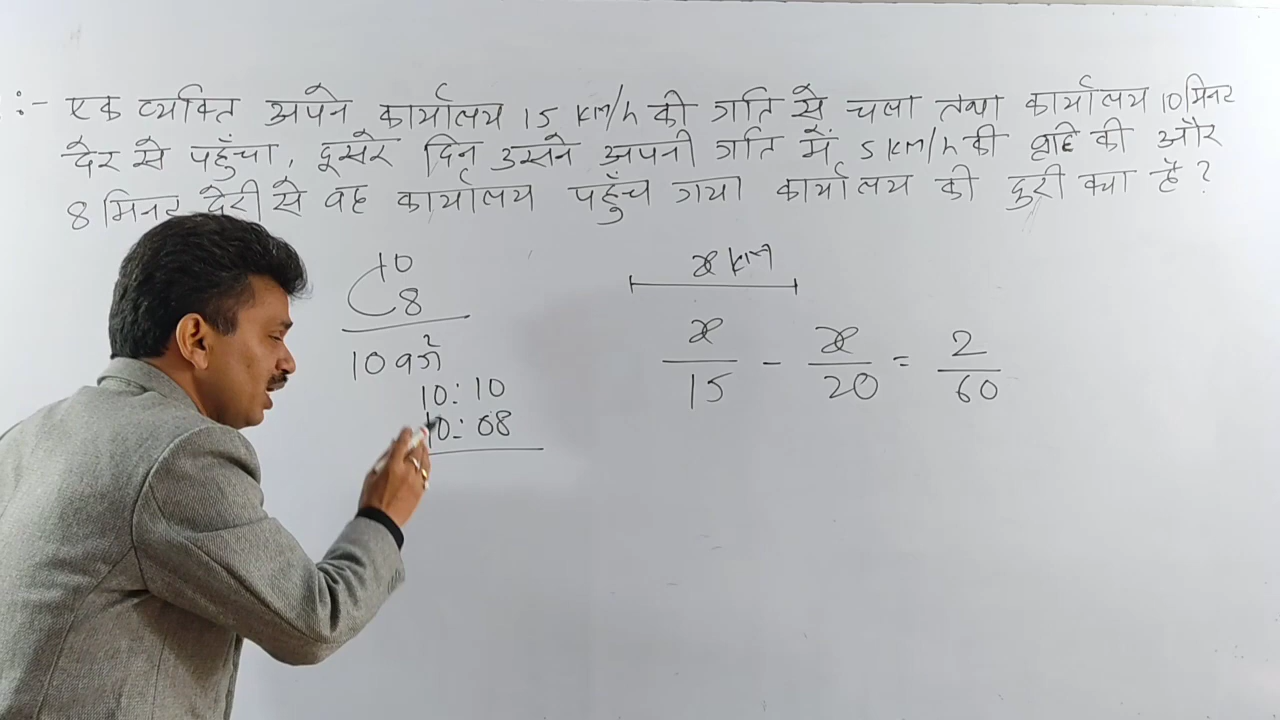 :- एक व्यक्ति अपने कार्यालय 15 km/h की गति से चला तथा कार्यालय 10 मिनट
देर से पहुँचा, दूसरे दिन उसने अपनी गति में 5 km/h की वृद्धि की और
8 मिनट देरी से वह कार्यालय पहुँच गया कार्यालय की दुरी क्या है ?
10
8
2
10 बजे
10 : 10
10 : 08
x km
x/15 - x/20 = 2/60